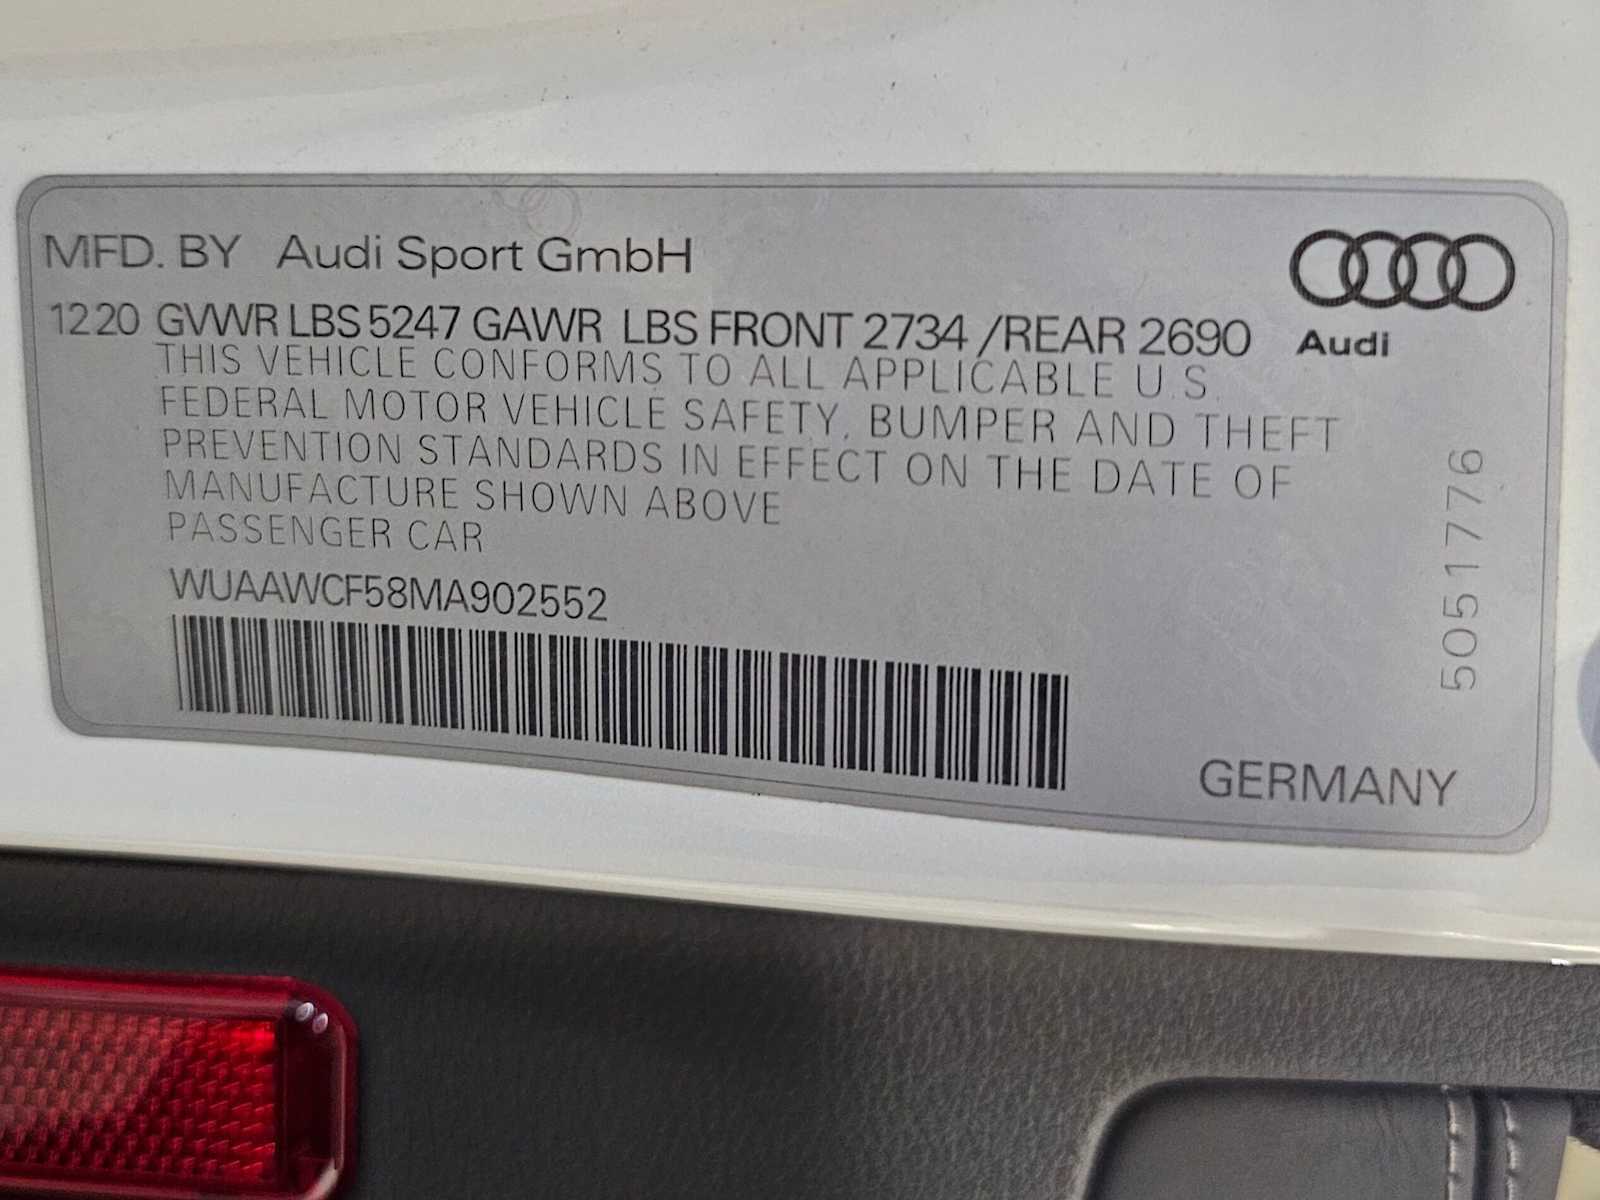 MFD. BY Audi Sport GmbH
1220 GVWR LBS 5247 GAWR LBS FRONT 2734 /REAR 2690
Audi
THIS VEHICLE CONFORMS TO ALL APPLICABLE U.S.
FEDERAL MOTOR VEHICLE SAFETY, BUMPER AND THEFT
PREVENTION STANDARDS IN EFFECT ON THE DATE OF
MANUFACTURE SHOWN ABOVE
PASSENGER CAR
WUAAWCF58MA902552
5051776
GERMANY